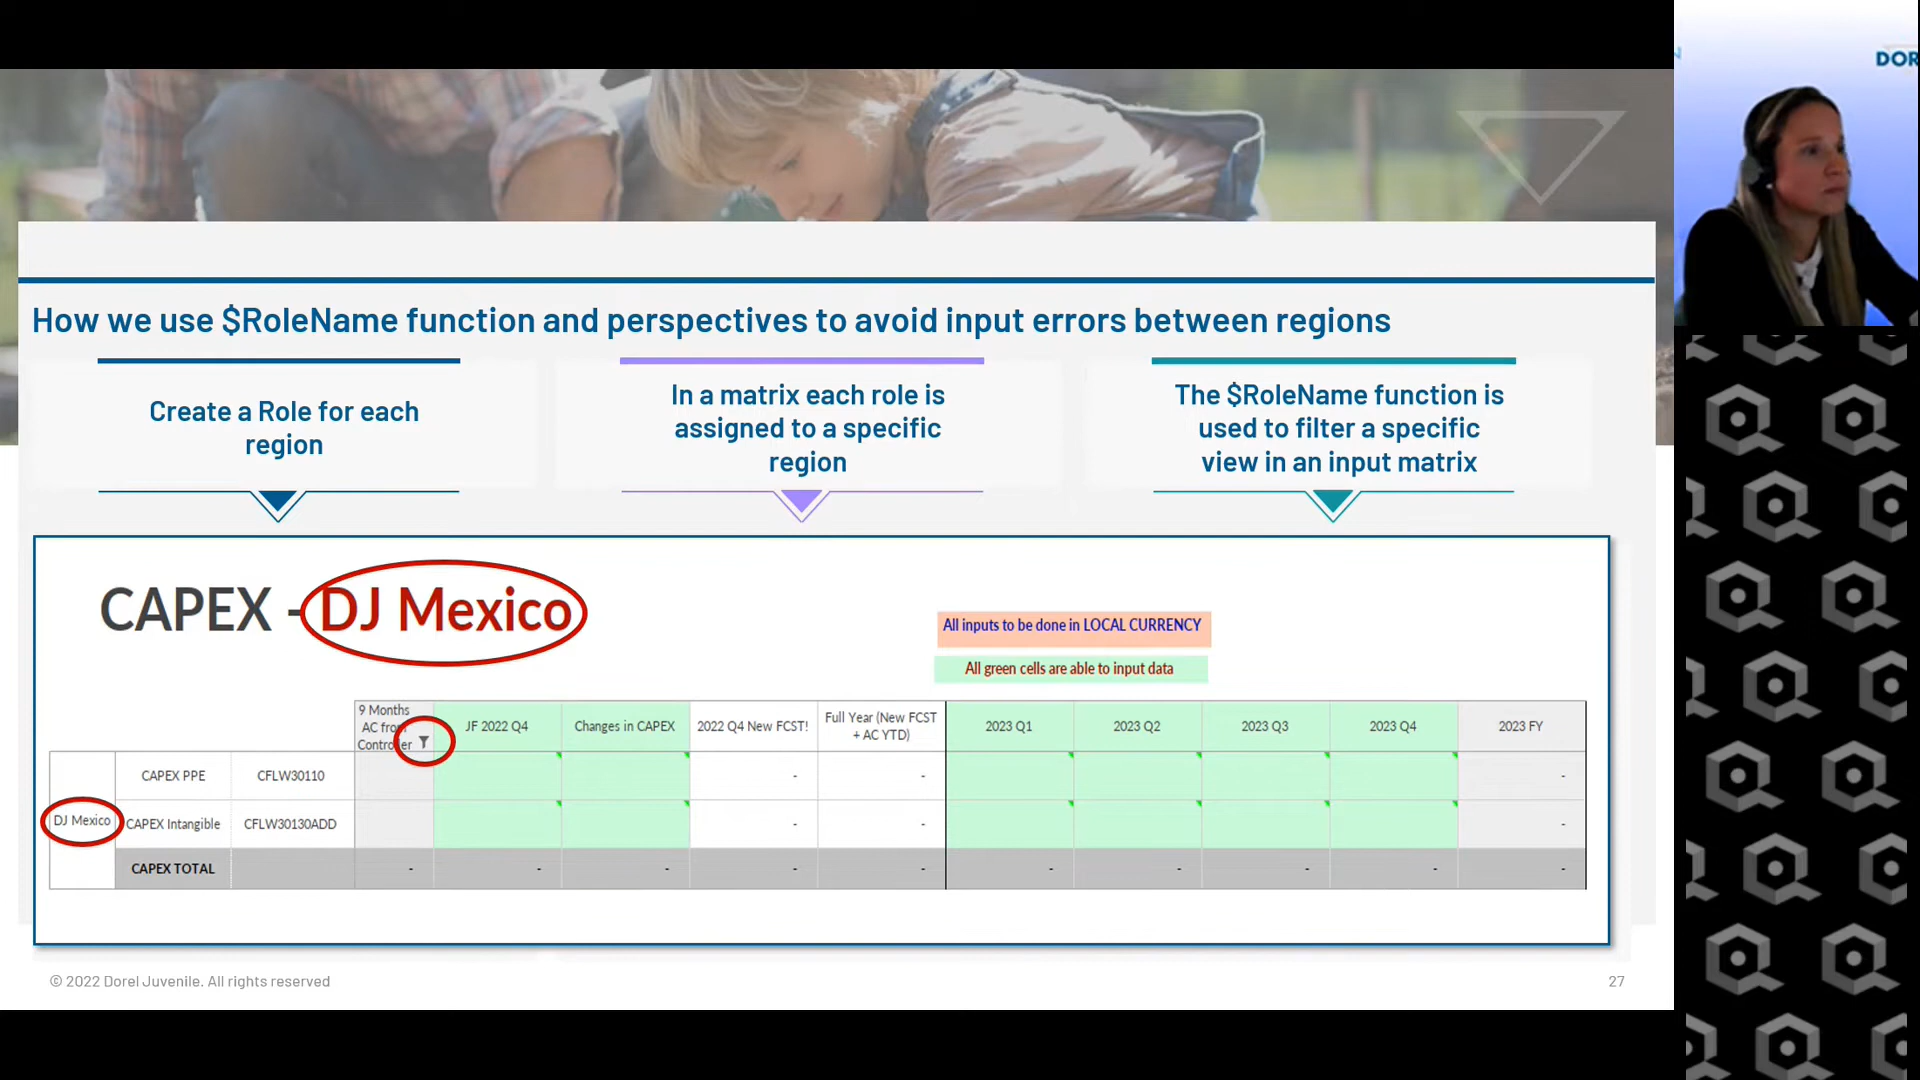 DOR
How we use $RoleName function and perspectives to avoid input errors between regions
Create a Role for each
region
In a matrix each role is
assigned to a specific
region
The $RoleName function is
used to filter a specific
view in an input matrix
CAPEX - DJ Mexico
All inputs to be done in LOCAL CURRENCY
All green cells are able to input data
9 Months
AC from
Controller
JF 2022 Q4
Changes in CAPEX
2022 Q4 New FCST!
Full Year (New FCST
+ AC YTD)
2023 Q1
2023 Q2
2023 Q3
2023 Q4
2023 FY
CAPEX PPE CFLW30110 - - -
DJ Mexico CAPEX Intangible CFLW30130ADD - - -
CAPEX TOTAL - - - - - - - - - -
© 2022 Dorel Juvenile. All rights reserved
27